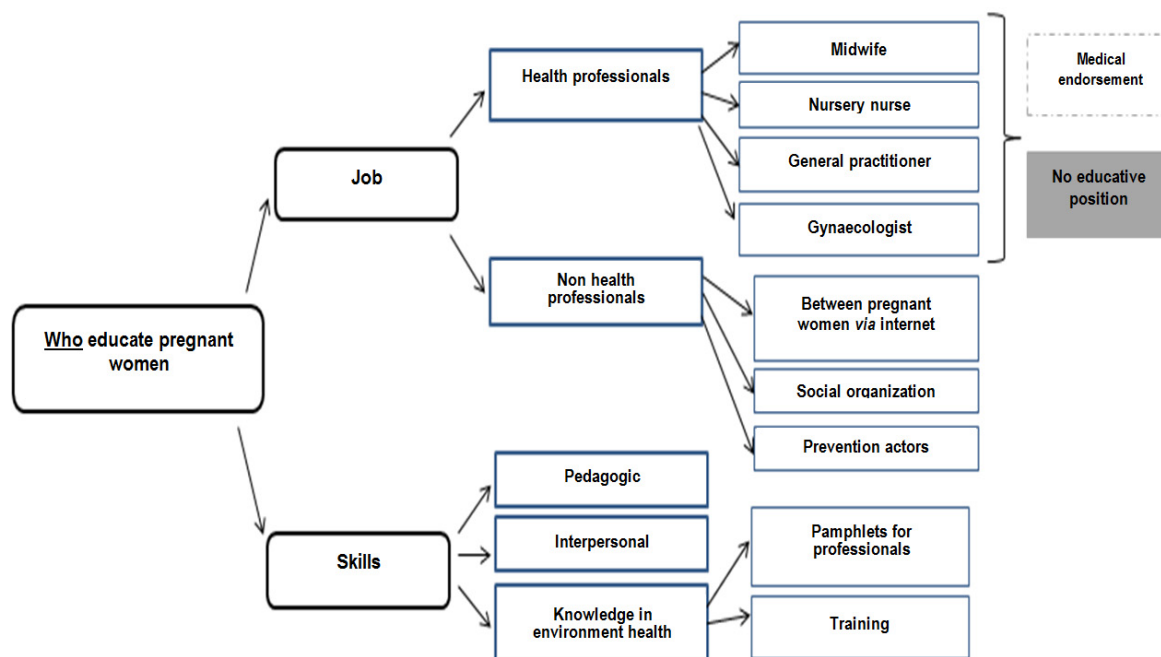 Who educate pregnant
women
Job
Skills
Health professionals
Non health
professionals
Pedagogic
Interpersonal
Knowledge in
environment health
Midwife
Nursery nurse
General practitioner
Gynaecologist
Between pregnant
women via internet
Social organization
Prevention actors
Pamphlets for
professionals
Training
Medical
endorsement
No educative
position